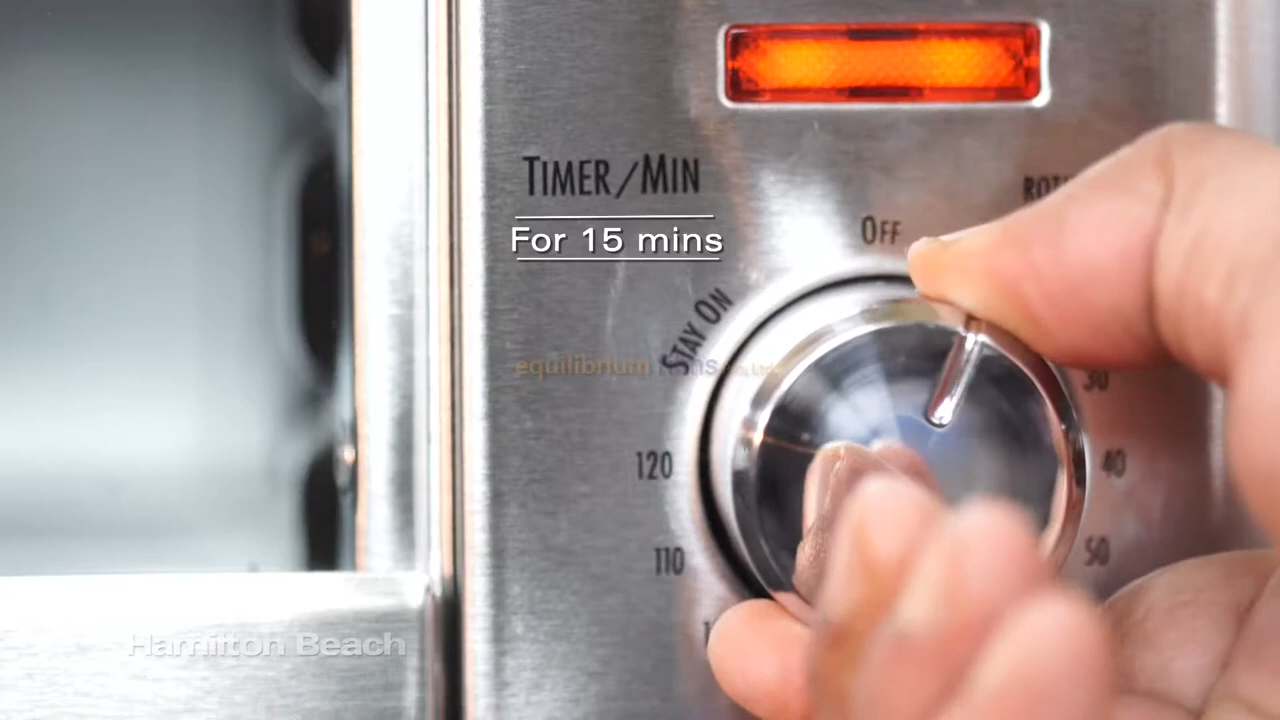 TIMER/MIN
For 15 mins
OFF
STAY ON
equilibrium
30
120
40
110
50
Hamilton Beach